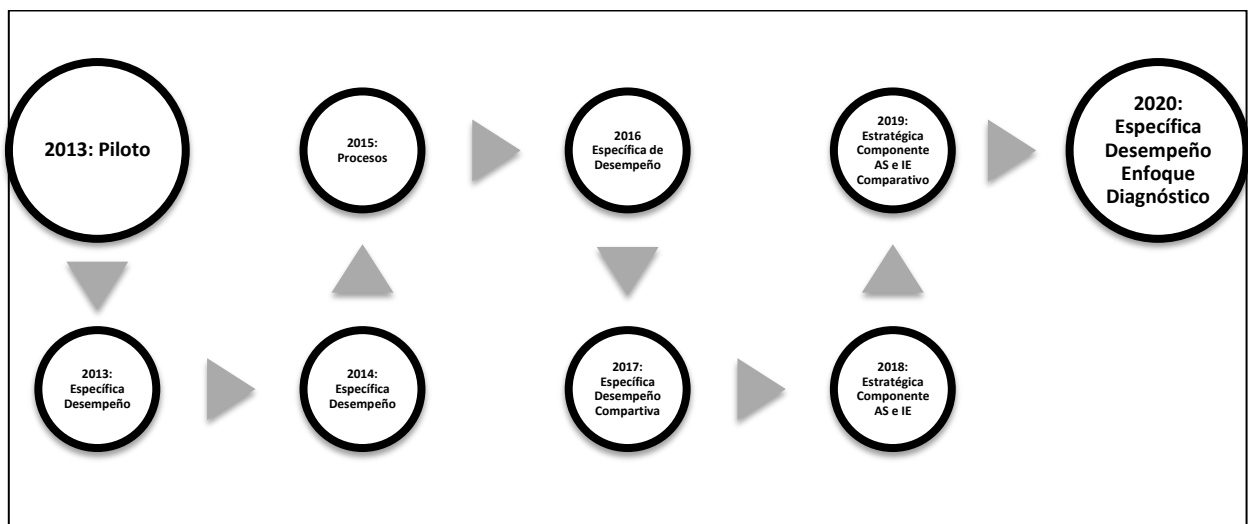 2013: Piloto
2013:
Específica
Desempeño
2014:
Específica
Desempeño
2015:
Procesos
2016
Específica de
Desempeño
2017:
Específica
Desempeño
Compartiva
2018:
Estratégica
Componente
AS e IE
2019:
Estratégica
Componente
AS e IE
Comparativo
2020:
Específica
Desempeño
Enfoque
Diagnóstico